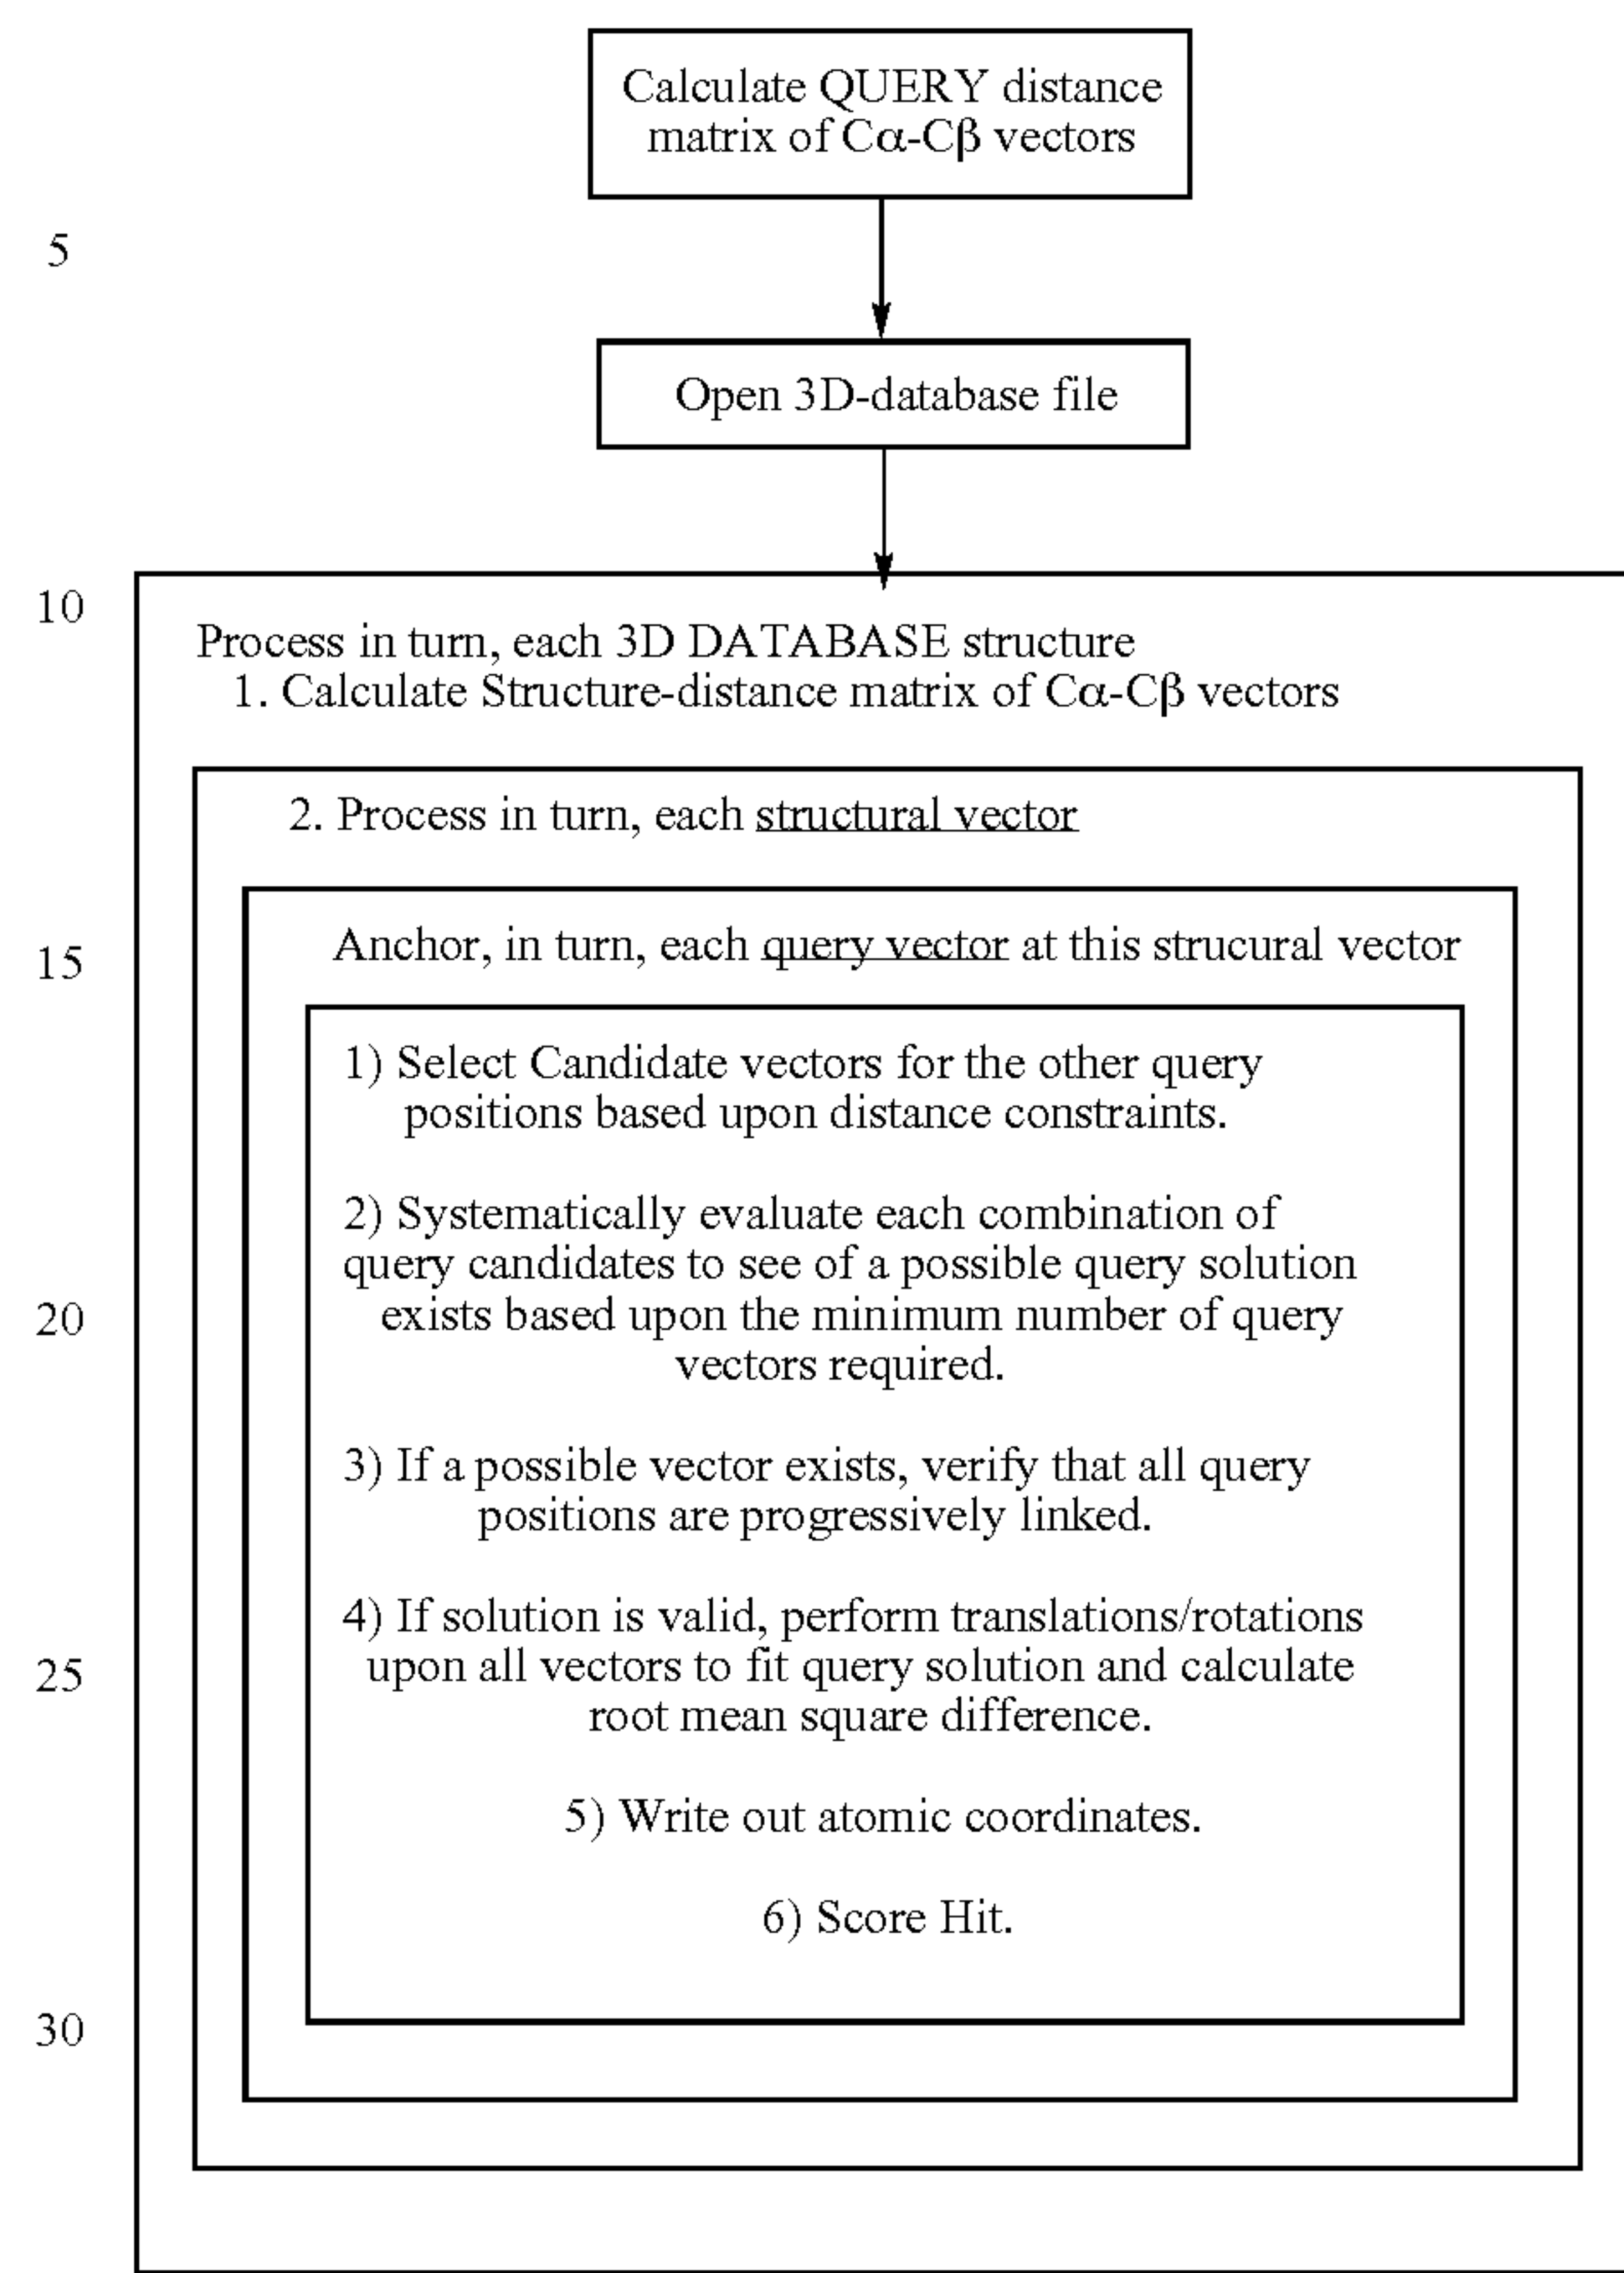 Calculate QUERY distance
matrix of Cα-Cβ vectors
5
Open 3D-database file
10
Process in turn, each 3D DATABASE structure
1. Calculate Structure-distance matrix of Cα-Cβ vectors
2. Process in turn, each structural vector
15
Anchor, in turn, each query vector at this strucural vector
1) Select Candidate vectors for the other query
positions based upon distance constraints.
2) Systematically evaluate each combination of
query candidates to see of a possible query solution
20
exists based upon the minimum number of query
vectors required.
3) If a possible vector exists, verify that all query
positions are progressively linked.
4) If solution is valid, perform translations/rotations
25
upon all vectors to fit query solution and calculate
root mean square difference.
5) Write out atomic coordinates.
6) Score Hit.
30